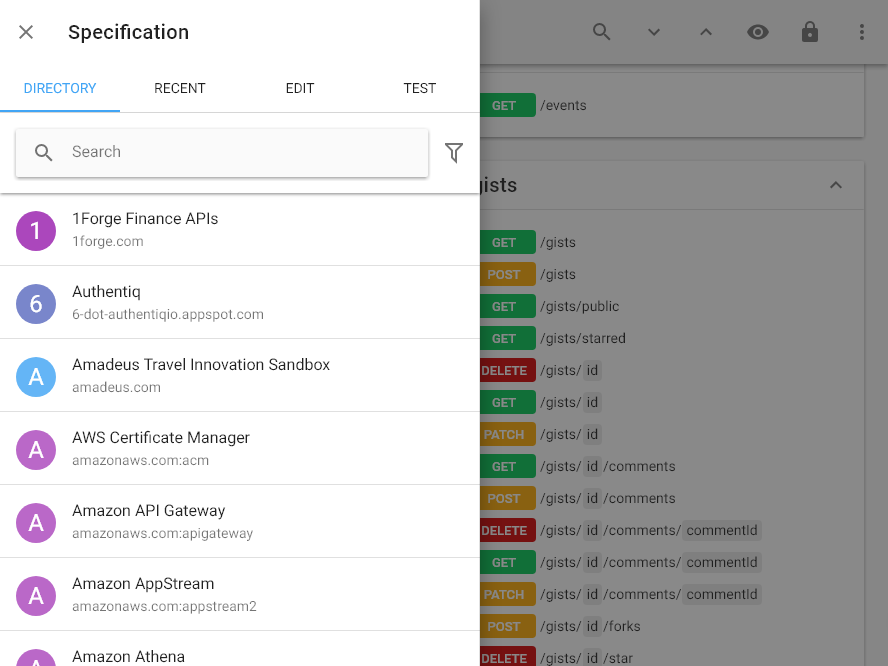 Specification
DIRECTORY
RECENT
EDIT
TEST
Search
1
1Forge Finance APIs
1forge.com
6
Authentiq
6-dot-authentiqio.appspot.com
A
Amadeus Travel Innovation Sandbox
amadeus.com
A
AWS Certificate Manager
amazonaws.com:acm
A
Amazon API Gateway
amazonaws.com:apigateway
A
Amazon AppStream
amazonaws.com:appstream2
A
Amazon Athena
GET /events
gists
GET /gists
POST /gists
GET /gists/public
GET /gists/starred
DELETE /gists/ id
GET /gists/ id
PATCH /gists/ id
GET /gists/ id /comments
POST /gists/ id /comments
DELETE /gists/ id /comments/ commentId
GET /gists/ id /comments/ commentId
PATCH /gists/ id /comments/ commentId
POST /gists/ id /forks
DELETE /gists/ id /star